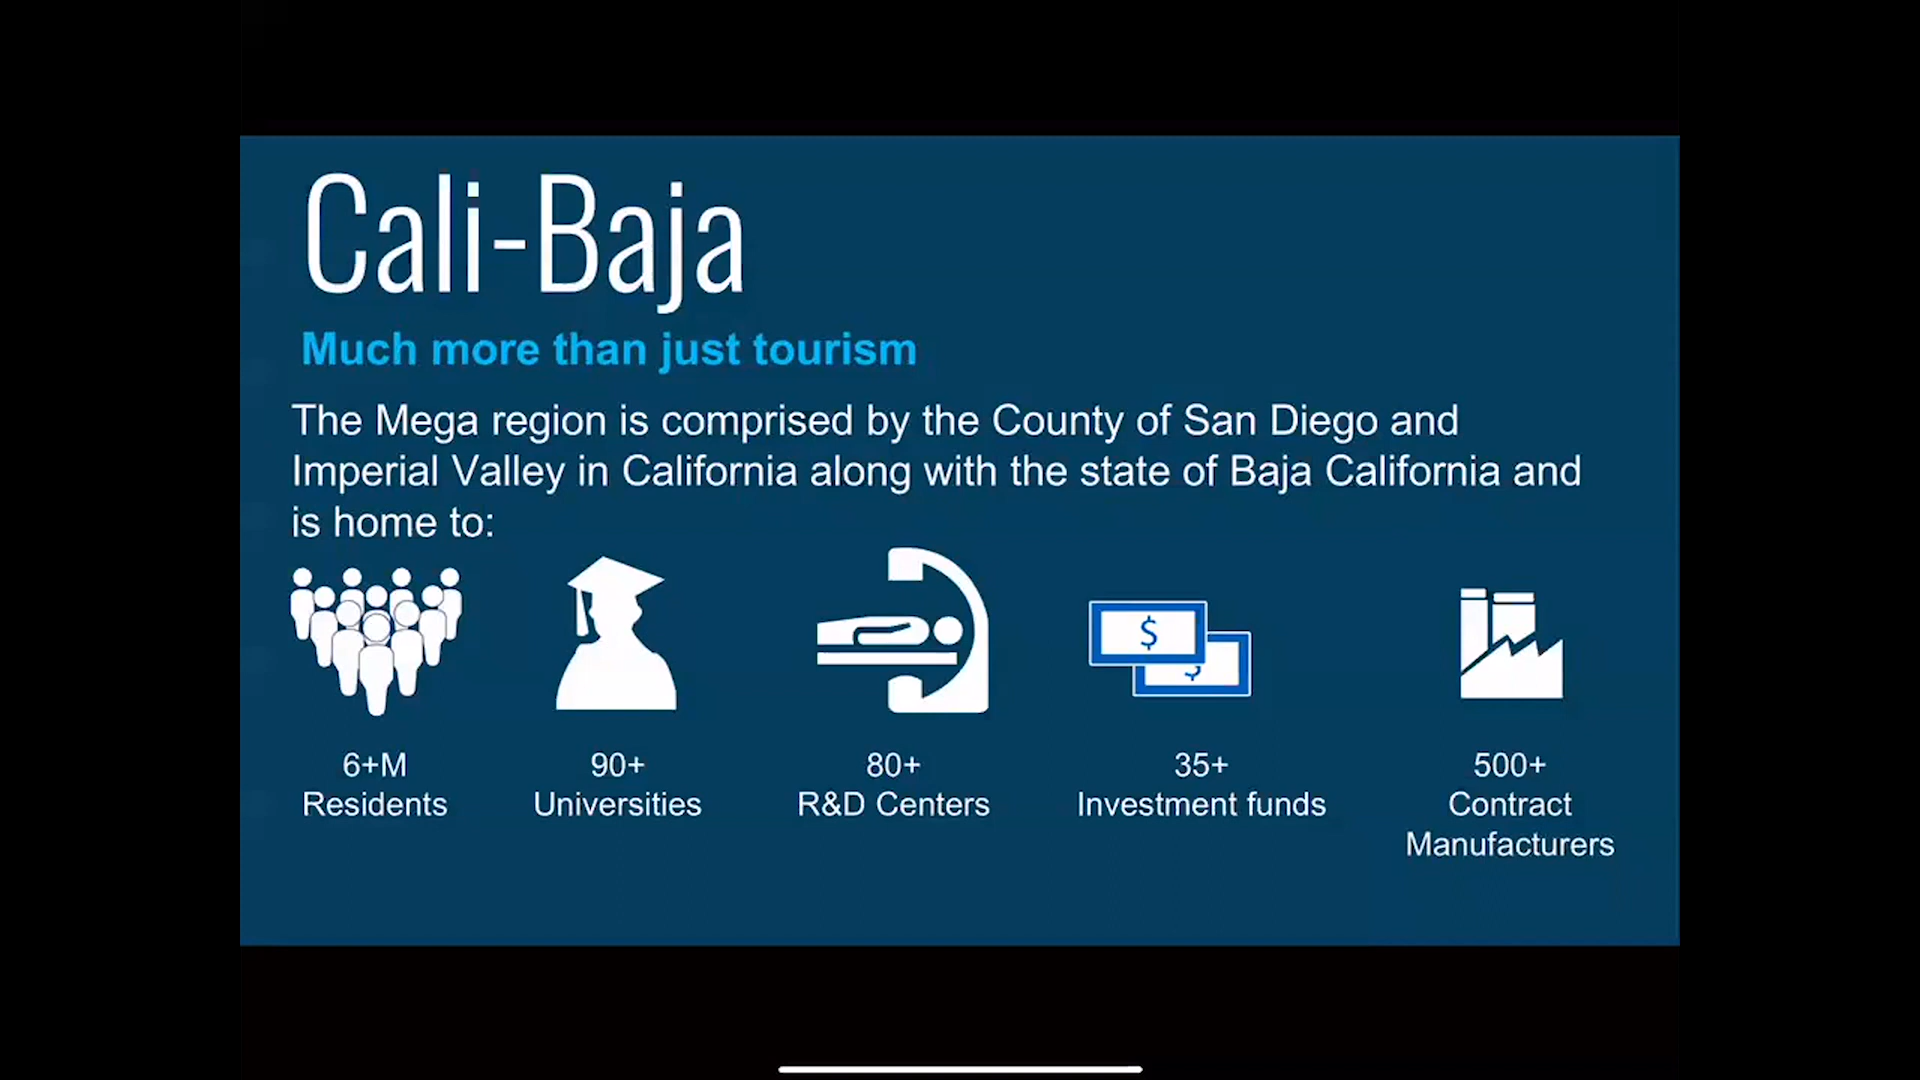 Cali-Baja
Much more than just tourism
The Mega region is comprised by the County of San Diego and
Imperial Valley in California along with the state of Baja California and
is home to:
$
$
6+M
Residents
90+
Universities
80+
R&D Centers
35+
Investment funds
500+
Contract
Manufacturers